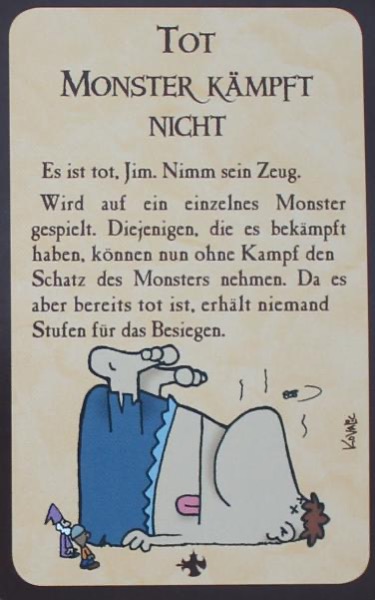 Tot
Monster kämpft
nicht
Es ist tot, Jim. Nimm sein Zeug.
Wird auf ein einzelnes Monster
gespielt. Diejenigen, die es bekämpft
haben, können nun ohne Kampf den
Schatz des Monsters nehmen. Da es
aber bereits tot ist, erhält niemand
Stufen für das Besiegen.
Kovalic